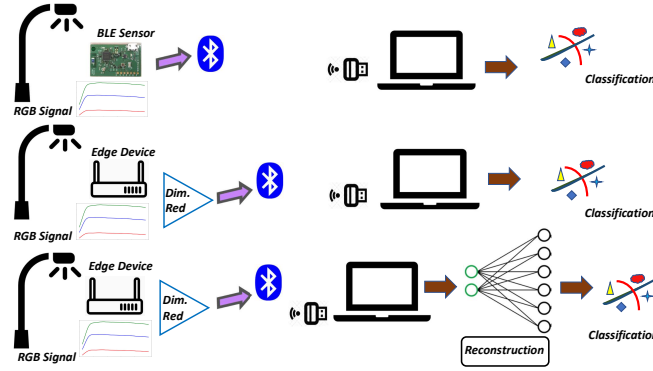 BLE Sensor
RGB Signal
Classification
Edge Device
Dim.
Red
RGB Signal
Classification
Edge Device
Dim.
Red
RGB Signal
Reconstruction
Classification